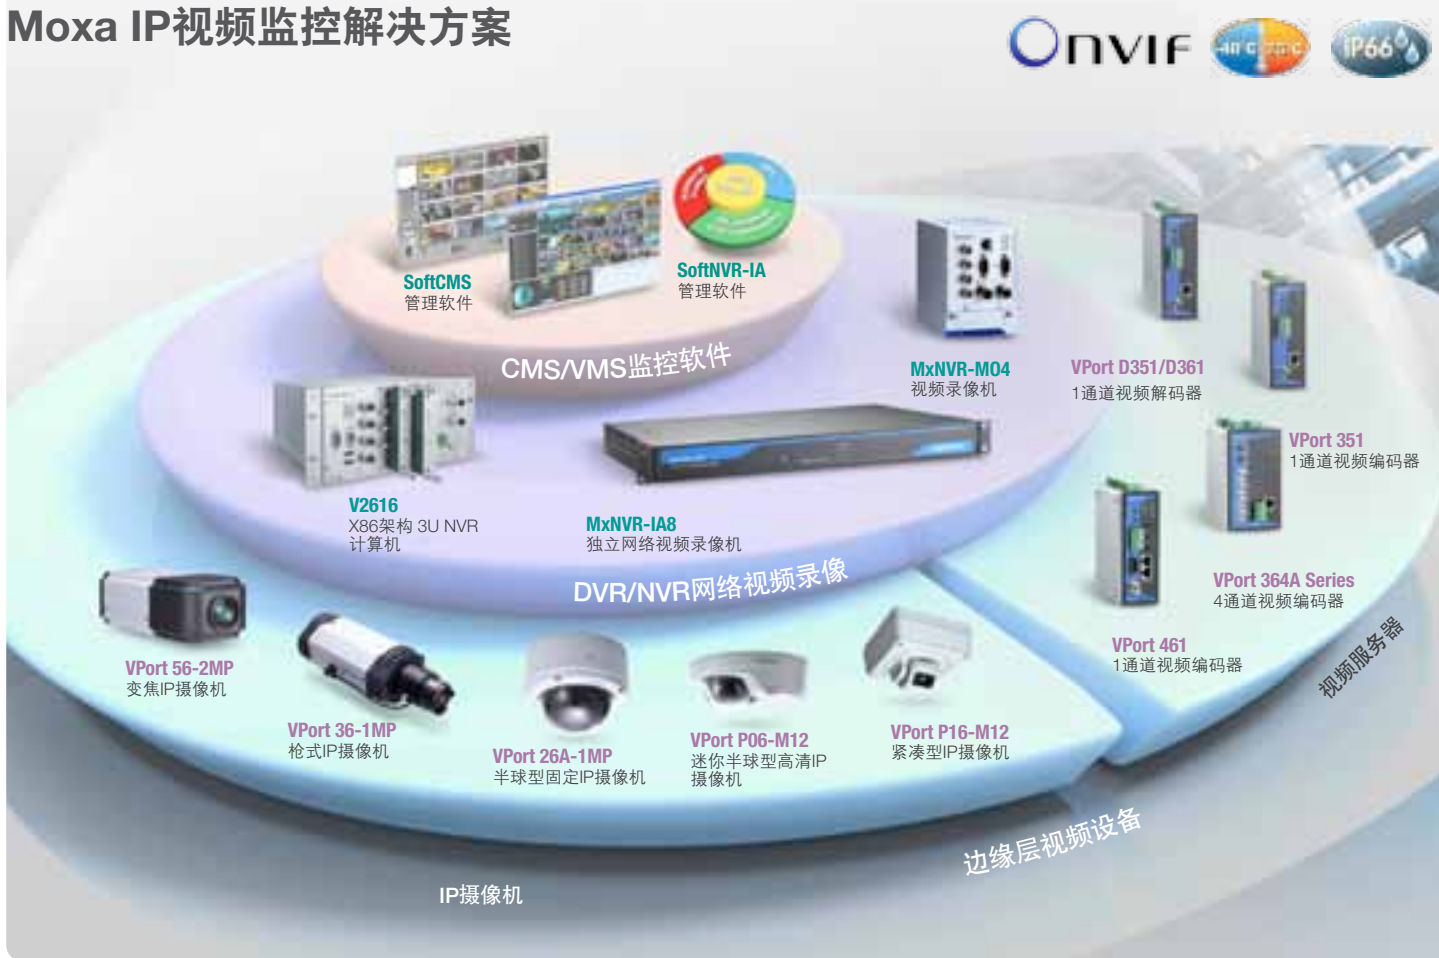 Moxa IP视频监控解决方案
ONVIF
IP66
SoftCMS
管理软件
SoftNVR-IA
管理软件
CMS/VMS监控软件
MxNVR-MO4
视频录像机
VPort D351/D361
1通道视频解码器
VPort 351
1通道视频编码器
V2616
X86架构 3U NVR
计算机
MxNVR-IA8
独立网络视频录像机
DVR/NVR网络视频录像
VPort 364A Series
4通道视频编码器
VPort 461
1通道视频编码器
视频服务器
VPort 56-2MP
变焦IP摄像机
VPort 36-1MP
枪式IP摄像机
VPort 26A-1MP
半球型固定IP摄像机
VPort P06-M12
迷你半球型高清IP
摄像机
VPort P16-M12
紧凑型IP摄像机
边缘层视频设备
IP摄像机